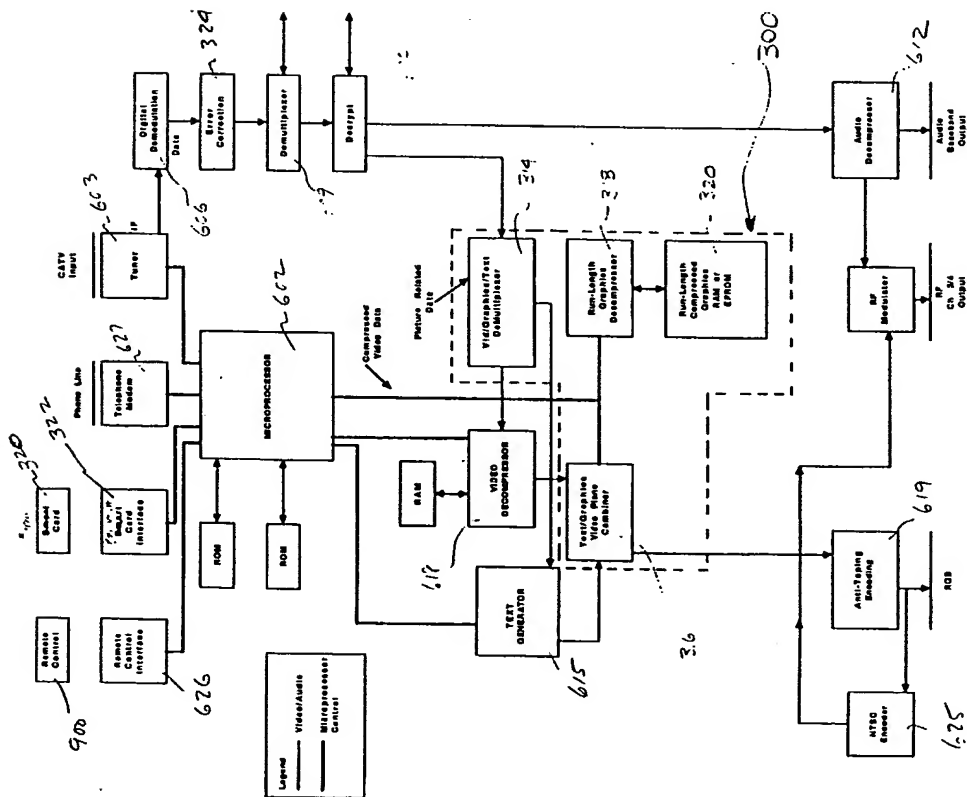 900
Remote
Control
Remote
Control
Interface
626
320
Smart
Card
322
Smart
Card
Interface
Phone Line
627
Telephone
Modem
CATV
Input
603
Tuner
IF
Digital
Demodulation
Data
606
324
Error
Correction
Demultiplexer
Decrypt
ROM
ROM
MICROPROCESSOR
602
Compressed
Video Data
Picture Related
Data
Vid/Graphics/Text
DeMultiplexer
RAM
VIDEO
DECOMPRESSOR
618
Run-Length
Graphics
Decompressor
Run-Length
Compressed
Graphics
RAM or
EPROM
320
300
Text/Graphics
Video Plane
Combiner
TEXT
GENERATOR
615
Legend
Video/Audio
Microprocessor
Control
612
Audio
Decompressor
Audio
Baseband
Output
RF
Modulator
RF
Ch 3/4
Output
619
Anti-Taping
Encoding
RGB
NTSC
Encoder
625